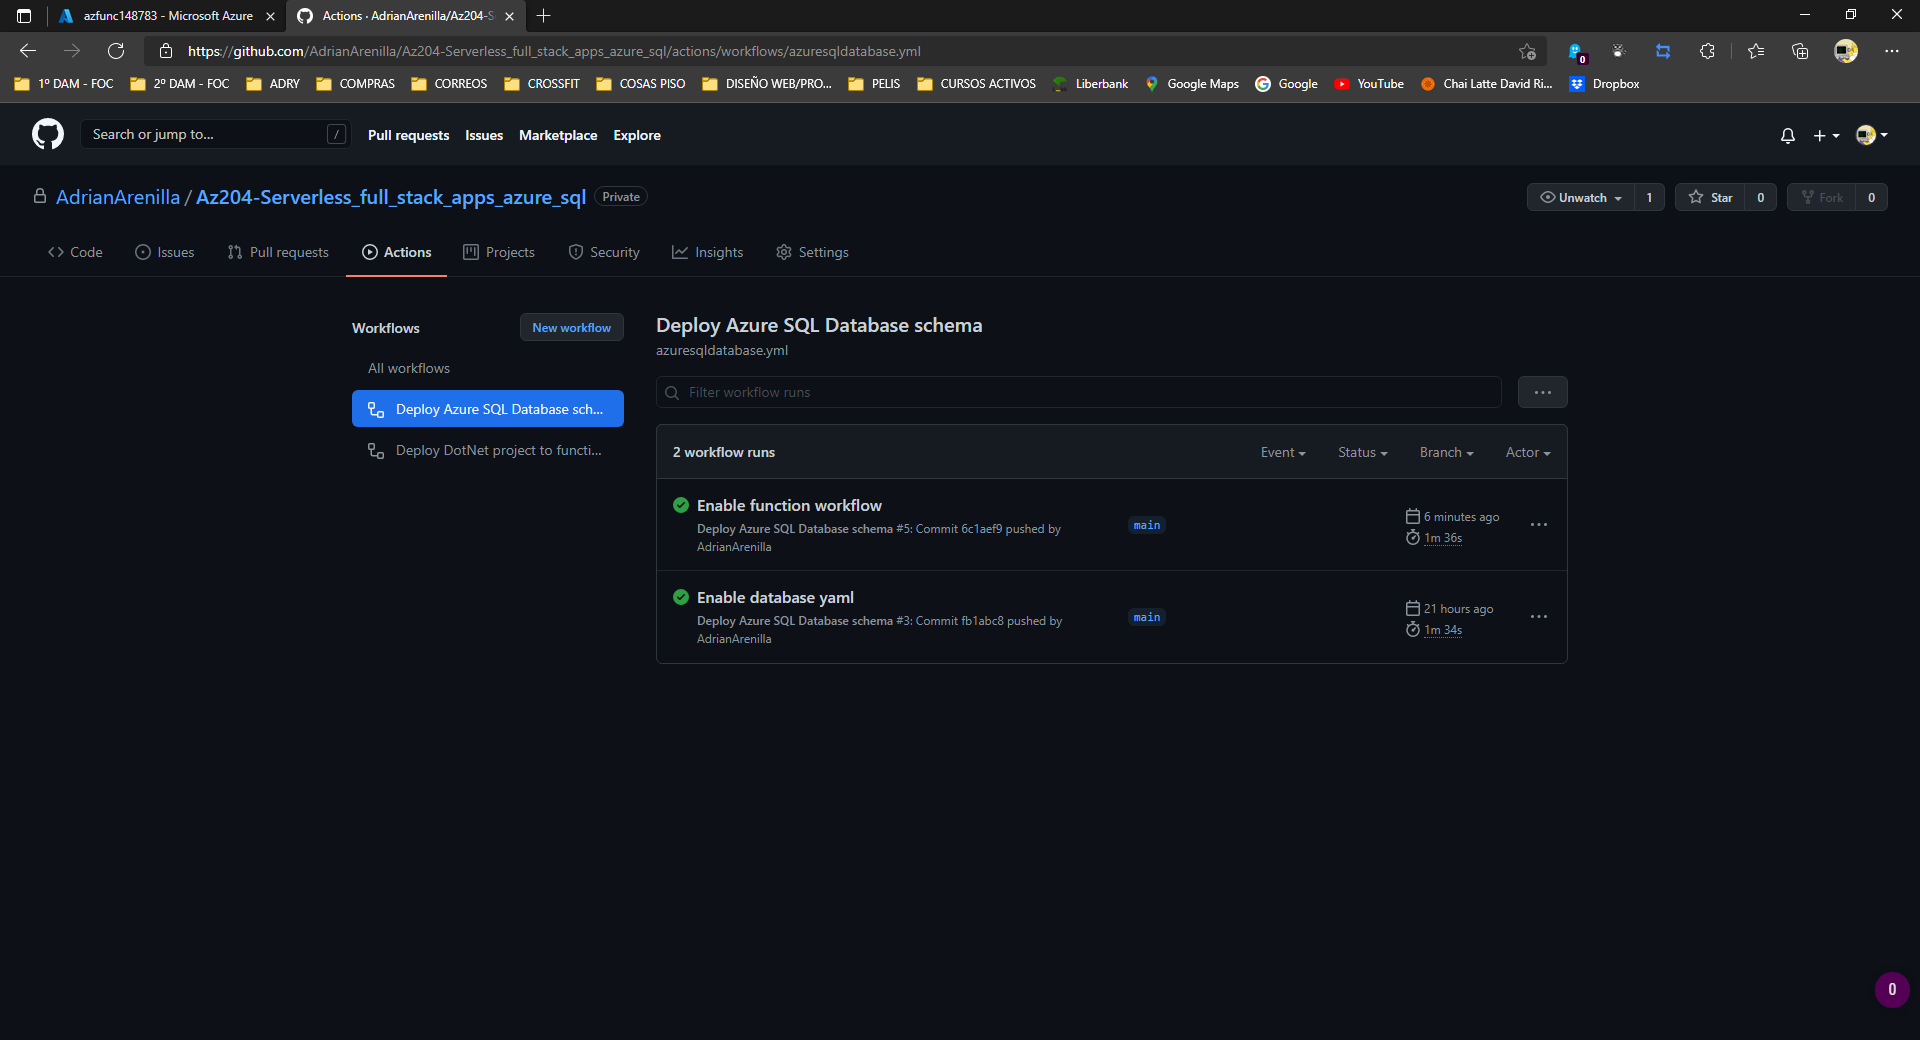 azfunc148783 - Microsoft Azure
Actions · AdrianArenilla/Az204-S
https://github.com/AdrianArenilla/Az204-Serverless_full_stack_apps_azure_sql/actions/workflows/azuresqldatabase.yml
0
1º DAM - FOC
2º DAM - FOC
ADRY
COMPRAS
CORREOS
CROSSFIT
COSAS PISO
DISEÑO WEB/PRO...
PELIS
CURSOS ACTIVOS
Liberbank
Google Maps
Google
YouTube
Chai Latte David Ri...
Dropbox
Search or jump to...
/
Pull requests
Issues
Marketplace
Explore
AdrianArenilla / Az204-Serverless_full_stack_apps_azure_sql
Private
Unwatch
1
Star
0
Fork
0
Code
Issues
Pull requests
Actions
Projects
Security
Insights
Settings
Workflows
New workflow
All workflows
Deploy Azure SQL Database sch...
Deploy DotNet project to functi...
Deploy Azure SQL Database schema
azuresqldatabase.yml
Filter workflow runs
2 workflow runs
Event
Status
Branch
Actor
Enable function workflow
Deploy Azure SQL Database schema #5: Commit 6c1aef9 pushed by
AdrianArenilla
main
6 minutes ago
1m 36s
Enable database yaml
Deploy Azure SQL Database schema #3: Commit fb1abc8 pushed by
AdrianArenilla
main
21 hours ago
1m 34s
0